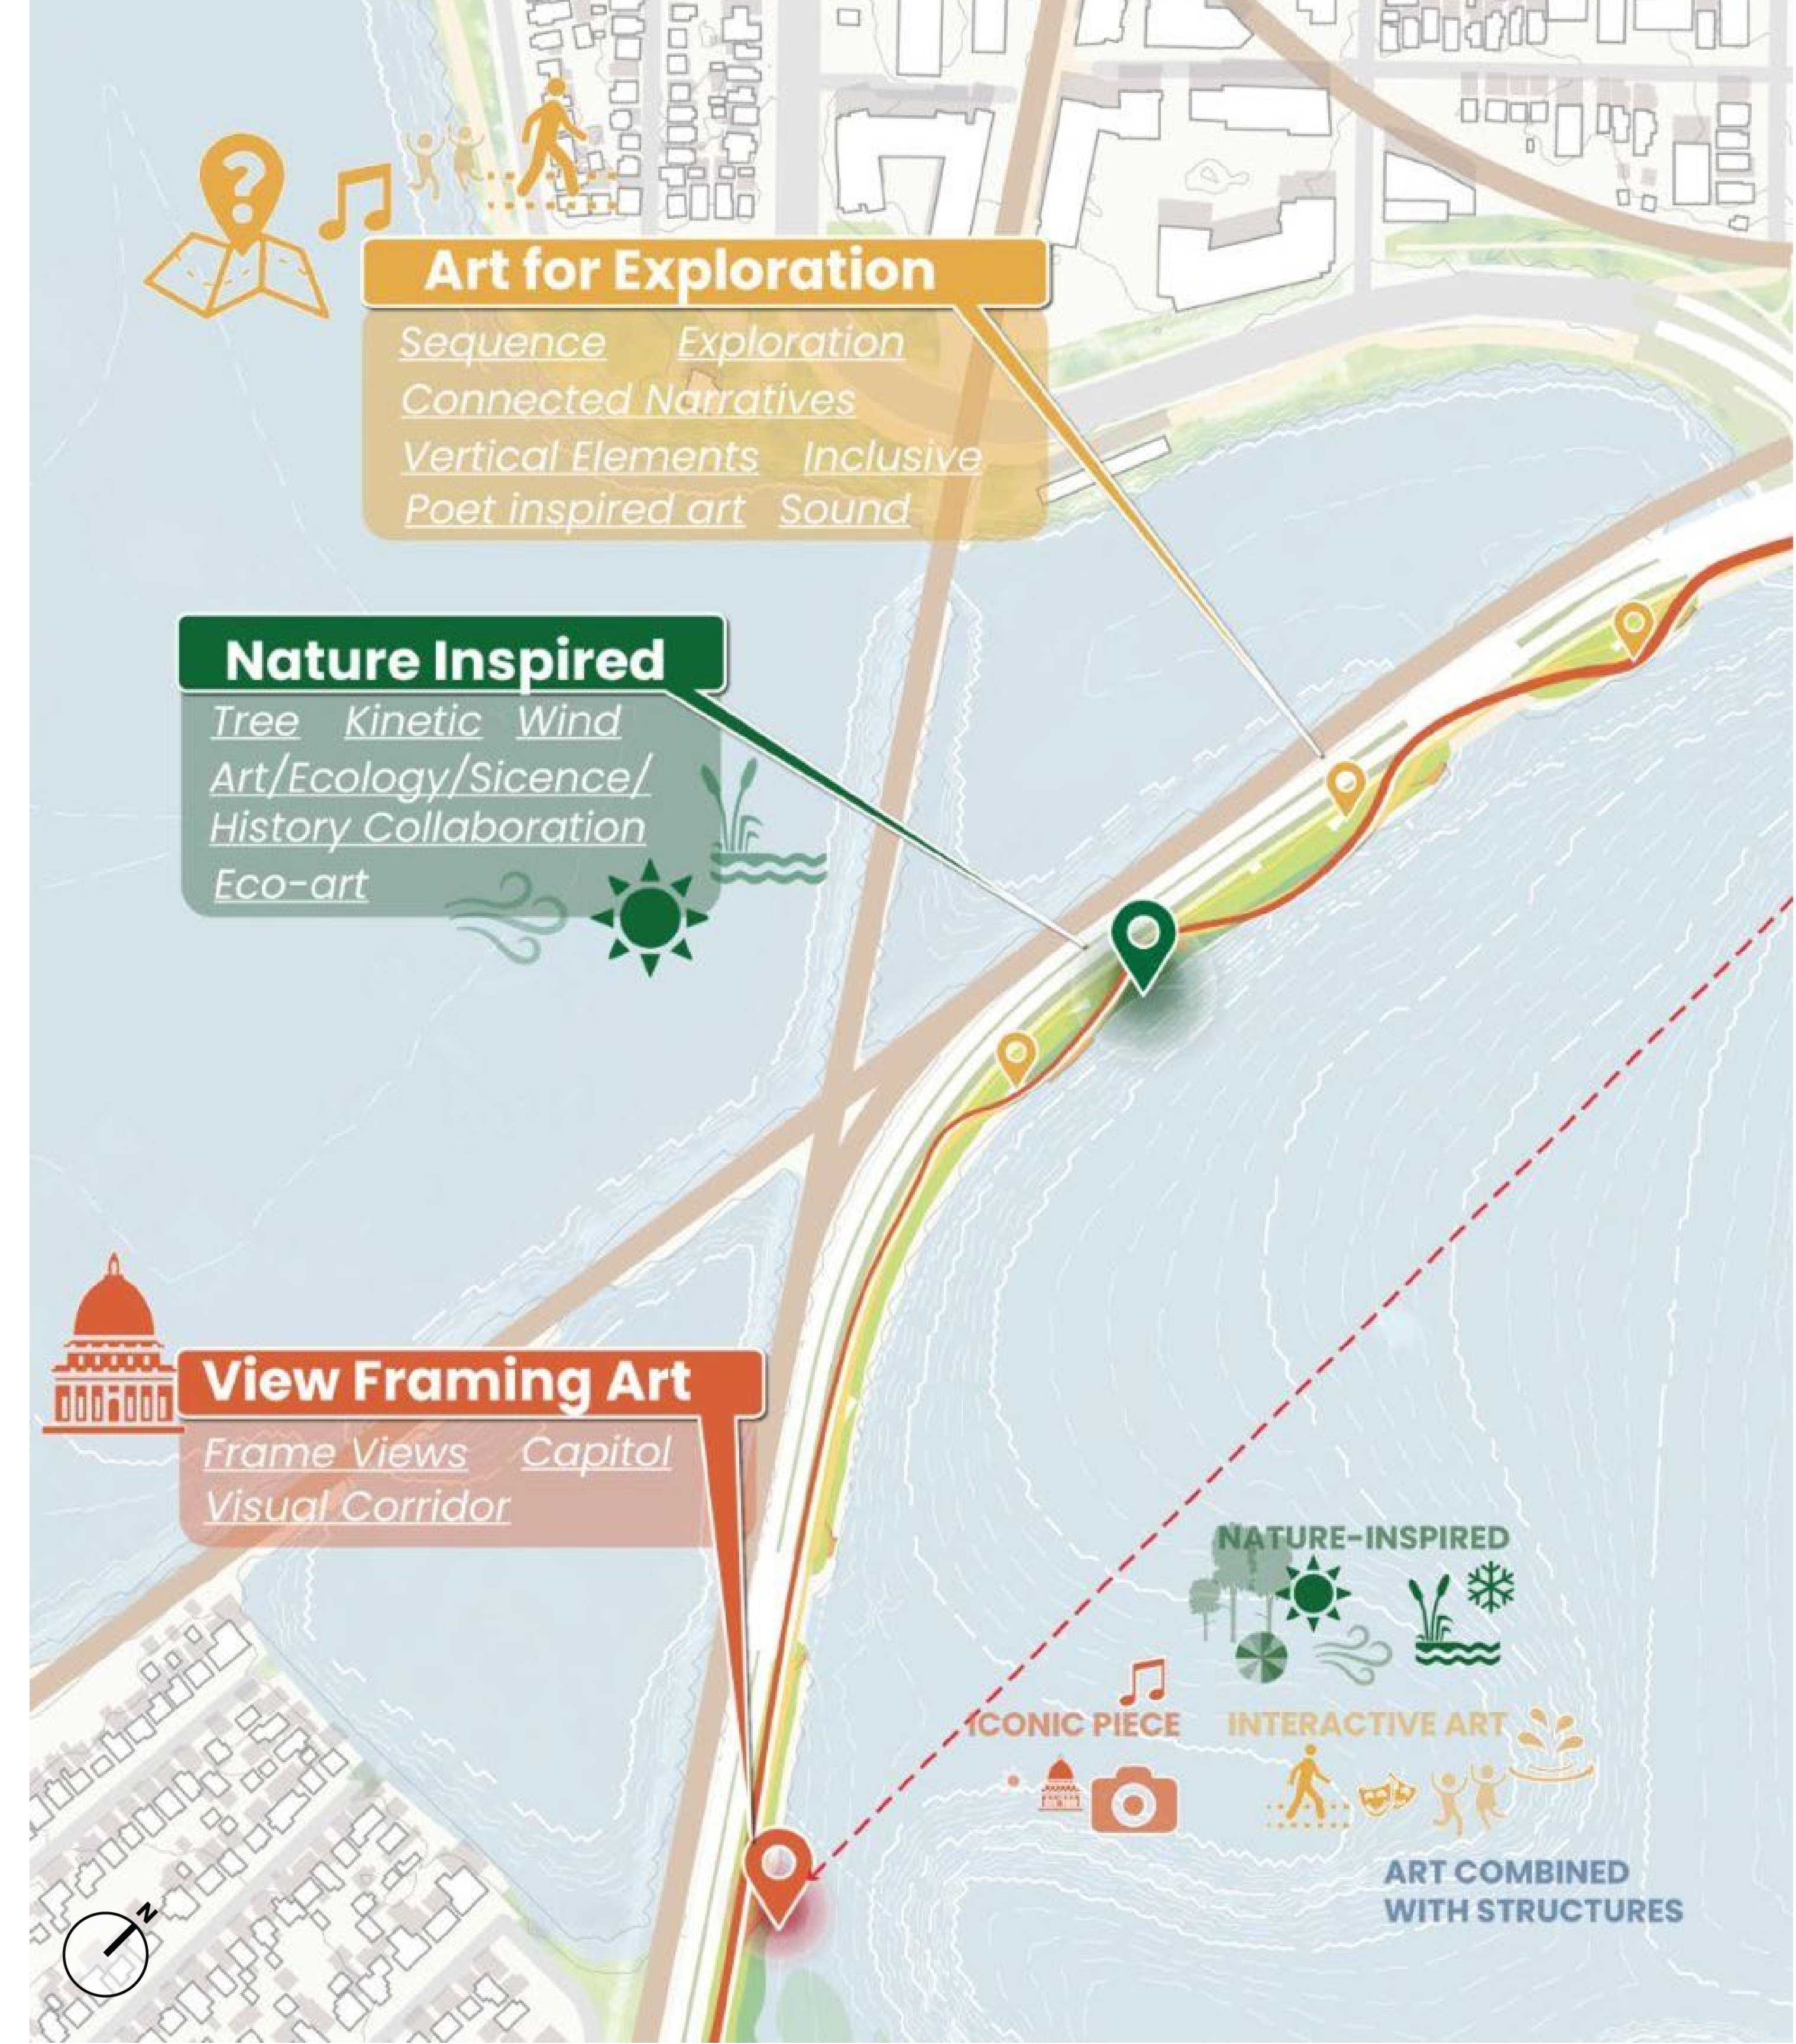 ?
Art for Exploration
Sequence Exploration
Connected Narratives
Vertical Elements Inclusive
Poet inspired art Sound
Nature Inspired
Tree Kinetic Wind
Art/Ecology/Sicence/
History Collaboration
Eco-art
View Framing Art
Frame Views Capitol
Visual Corridor
NATURE-INSPIRED
ICONIC PIECE INTERACTIVE ART
ART COMBINED
WITH STRUCTURES
N